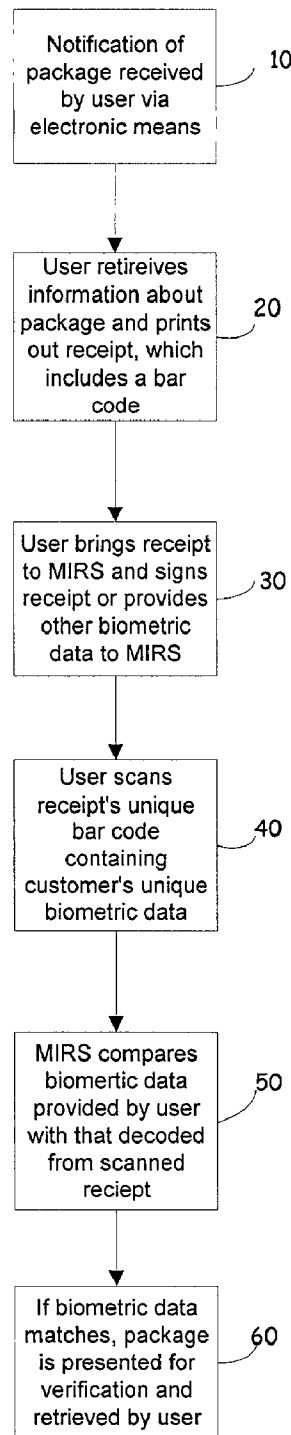 Notification of
package received
by user via
electronic means
10
User retireives
information about
package and prints
out receipt, which
includes a bar
code
20
User brings receipt
to MIRS and signs
receipt or provides
other biometric
data to MIRS
30
User scans
receipt's unique
bar code
containing
customer's unique
biometric data
40
MIRS compares
biomertic data
provided by user
with that decoded
from scanned
reciept
50
If biometric data
matches, package
is presented for
verification and
retrieved by user
60